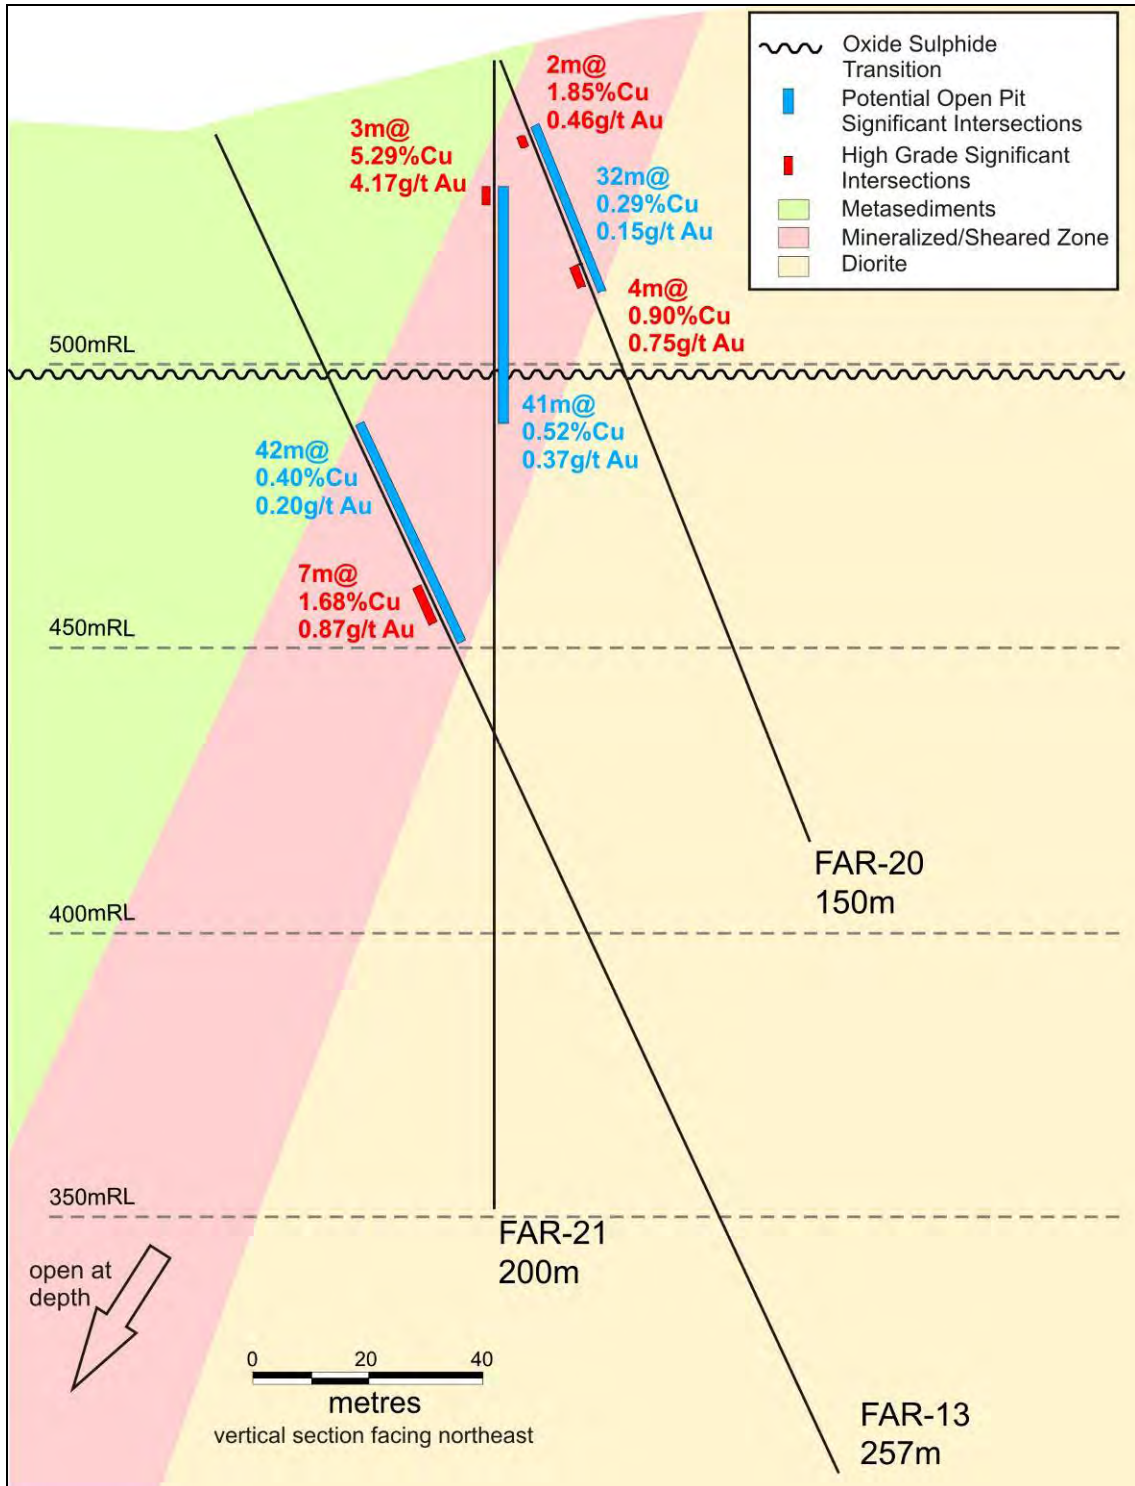 Oxide Sulphide
Transition
Potential Open Pit
Significant Intersections
High Grade Significant
Intersections
Metasediments
Mineralized/Sheared Zone
Diorite
2m@
1.85%Cu
0.46g/t Au
3m@
5.29%Cu
4.17g/t Au
32m@
0.29%Cu
0.15g/t Au
4m@
0.90%Cu
0.75g/t Au
500mRL
41m@
0.52%Cu
0.37g/t Au
42m@
0.40%Cu
0.20g/t Au
7m@
1.68%Cu
0.87g/t Au
450mRL
FAR-20
150m
400mRL
350mRL
FAR-21
200m
open at
depth
0 20 40
metres
vertical section facing northeast
FAR-13
257m